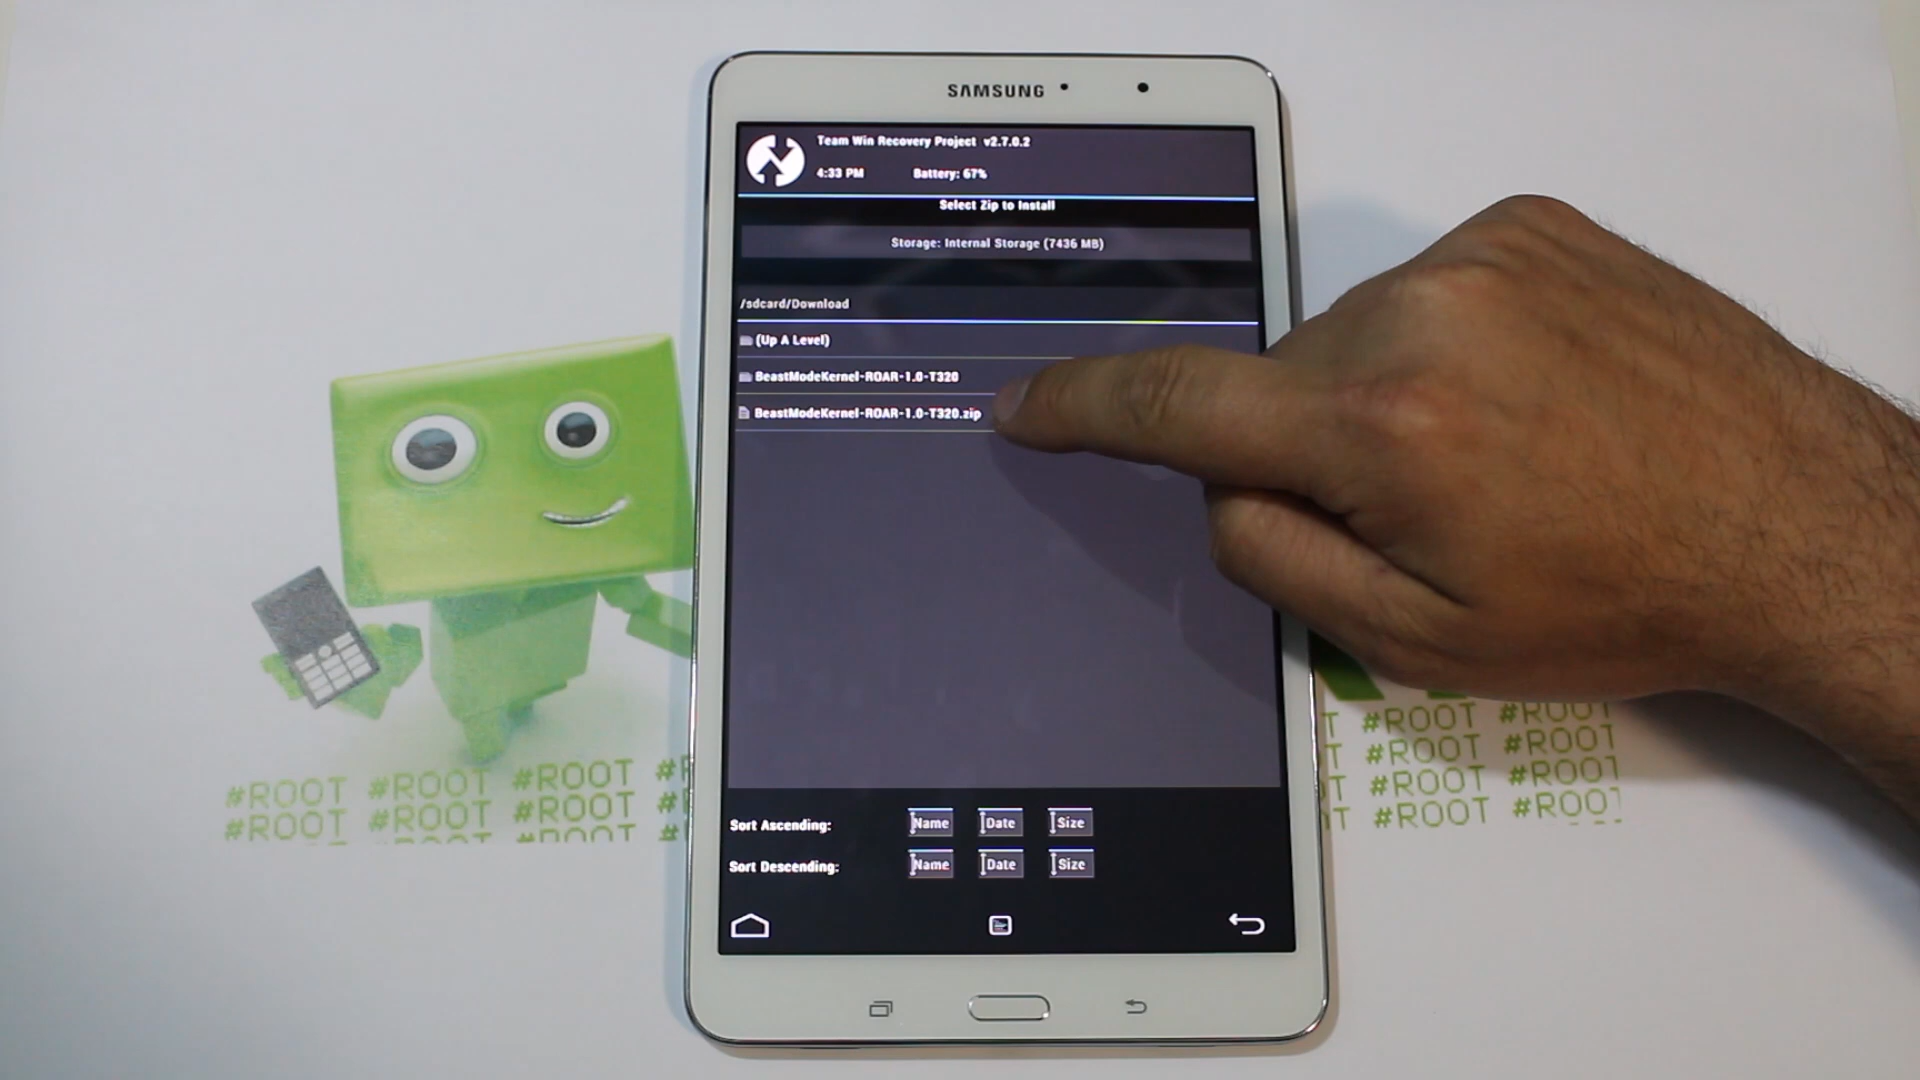 SAMSUNG
Team Win Recovery Project v2.7.0.2
4:33 PM Battery: 67%
Select Zip to Install
Storage: Internal Storage (7436 MB)
/sdcard/Download
(Up A Level)
BeastModeKernel-ROAR-1.0-T320
BeastModeKernel-ROAR-1.0-T320.zip
Sort Ascending: Name Date Size
Sort Descending: Name Date Size
#ROOT #ROOT #ROOT
#ROOT #ROOT #ROOT
#ROOT #ROOT
#ROOT #ROOT
#ROOT #ROOT
#ROOT #ROOT